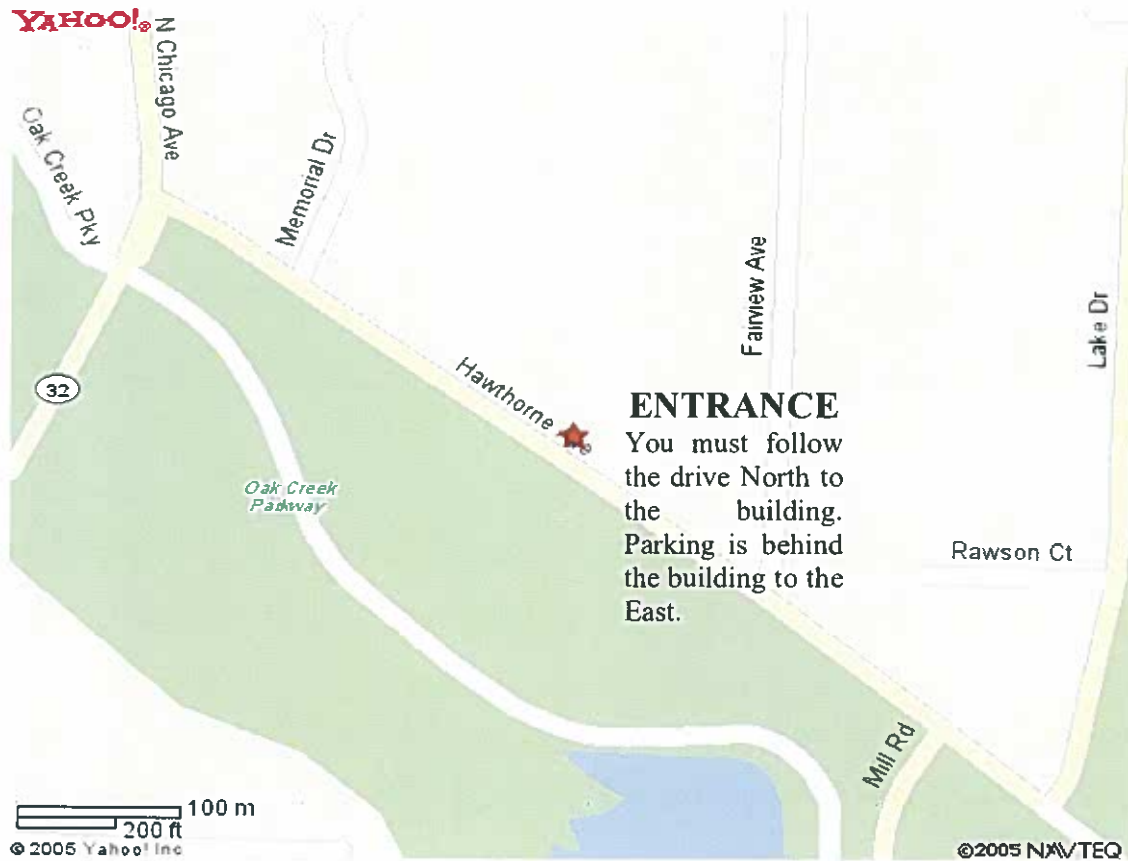 YAHOO!®
N Chicago Ave
Oak Creek Pky
Memorial Dr
Fairview Ave
Lake Dr
32
Hawthorne
ENTRANCE
You must follow
the drive North to
the building.
Parking is behind
the building to the
East.
Oak Creek
Parkway
Rawson Ct
Mill Rd
100 m
200 ft
© 2005 Yahoo! Inc
©2005 NAVTEQ